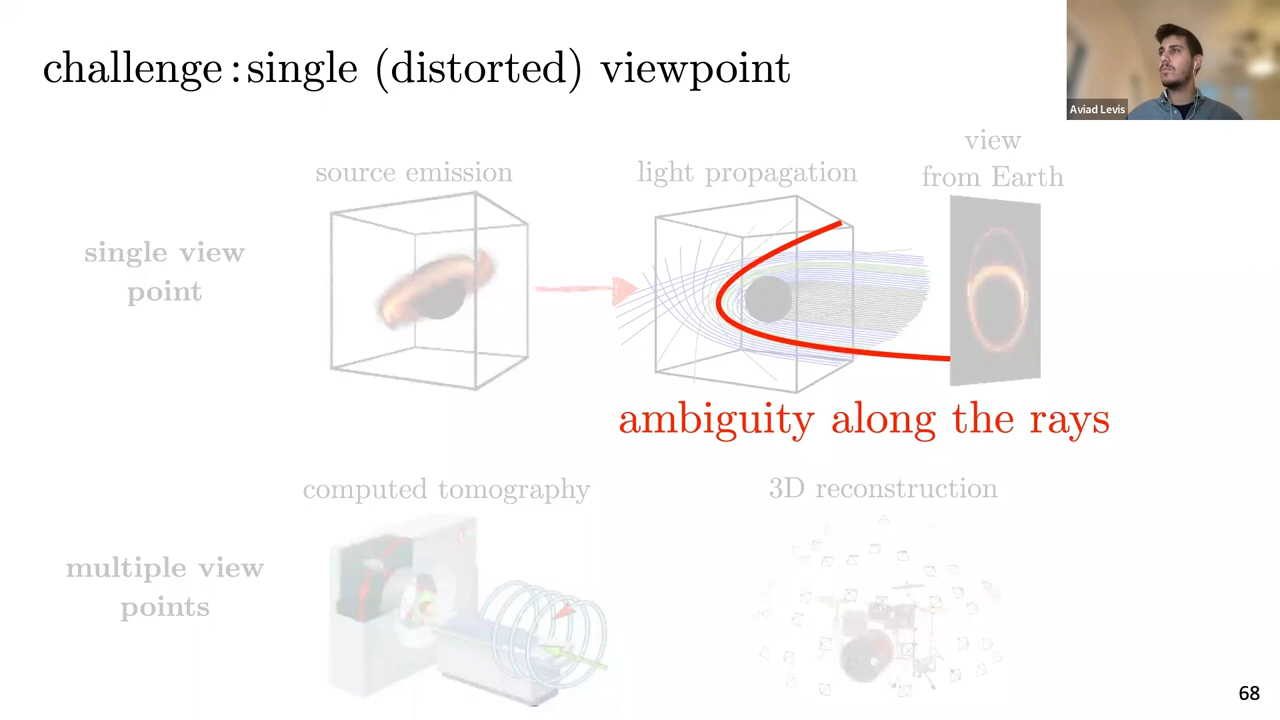 challenge: single (distorted) viewpoint
Aviad Levis
view
from Earth
source emission
light propagation
single view
point
ambiguity along the rays
computed tomography
3D reconstruction
multiple view
points
68